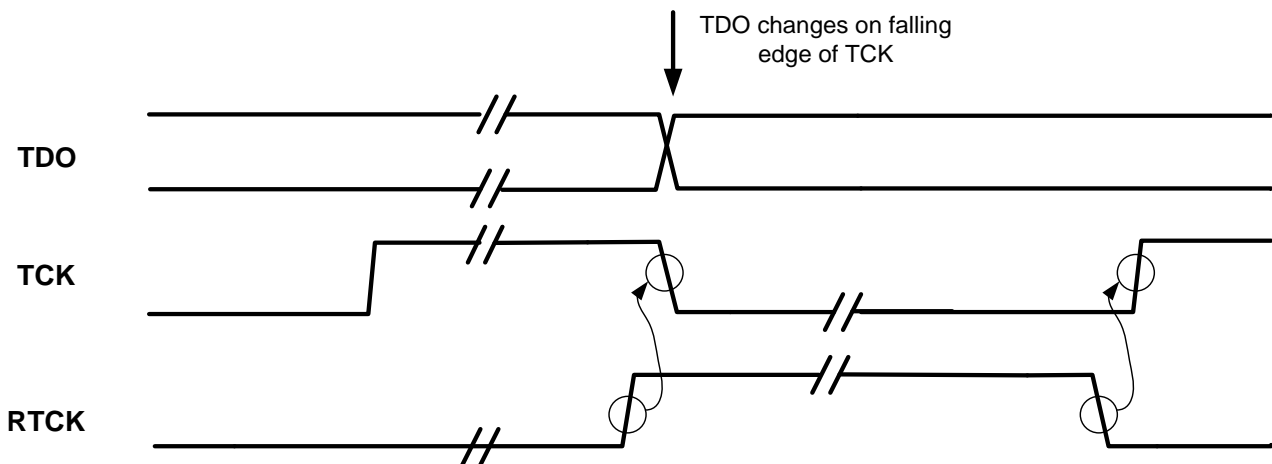 TDO changes on falling
edge of TCK
TDO
TCK
RTCK